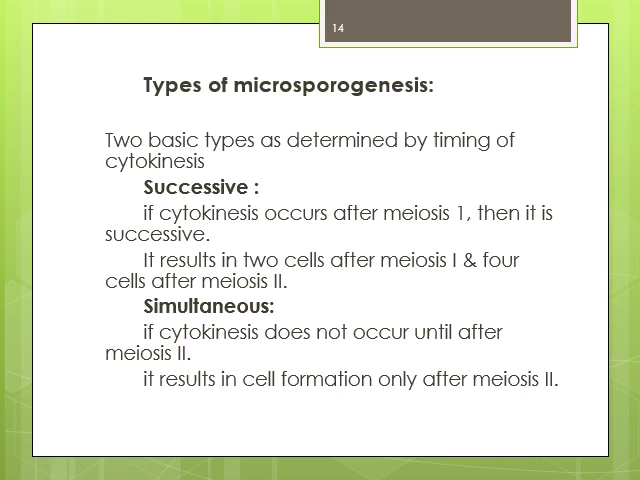 14
Types of microsporogenesis:
Two basic types as determined by timing of
cytokinesis
Successive :
if cytokinesis occurs after meiosis 1, then it is
successive.
It results in two cells after meiosis I & four
cells after meiosis II.
Simultaneous:
if cytokinesis does not occur until after
meiosis II.
it results in cell formation only after meiosis II.